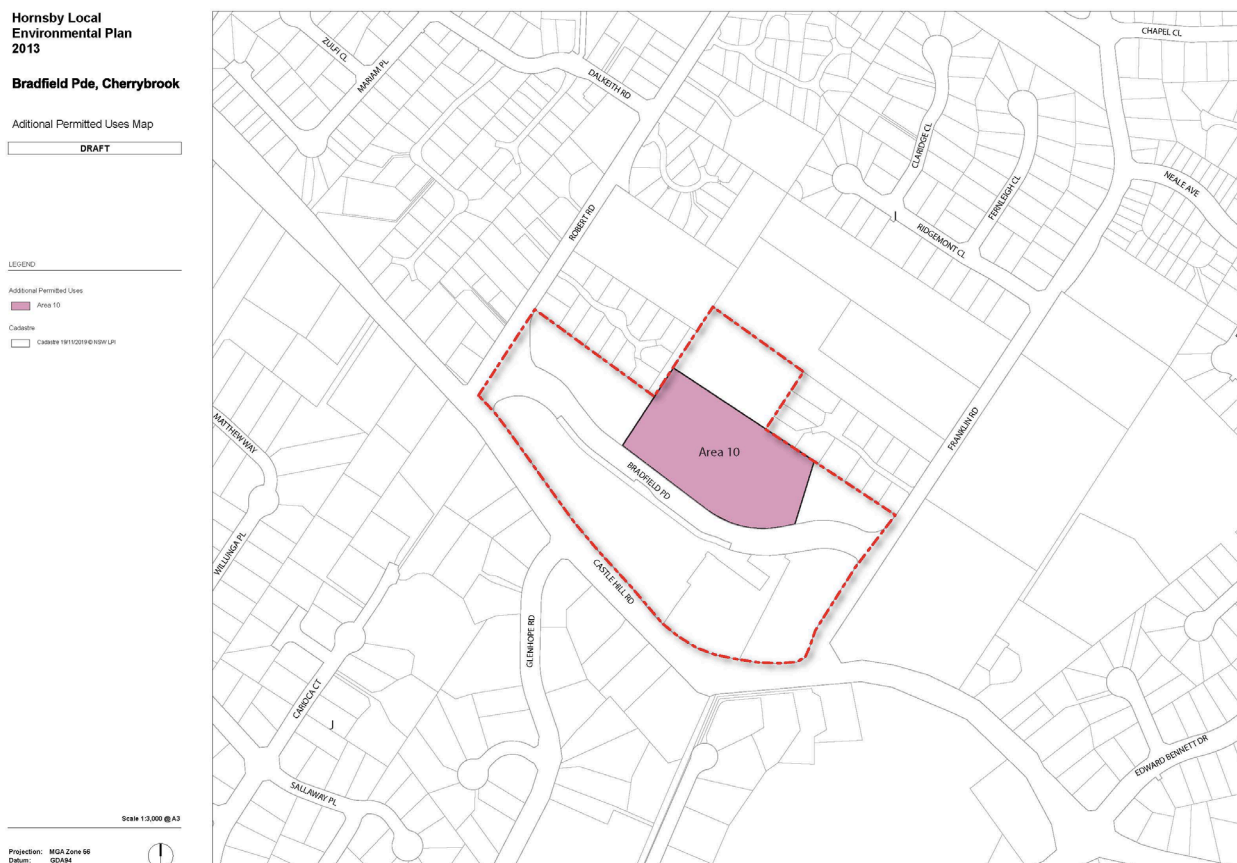 Hornsby Local
Environmental Plan
2013
Bradfield Pde, Cherrybrook
Aditional Permitted Uses Map
DRAFT
LEGEND
Additional Permitted Uses
Area 10
Cadastre
Cadastre 19/11/2019 © NSW LPI
Scale 1:3,000 @ A3
Projection: MGA Zone 56
Datum: GDA94
ZULFI CL
MARIAM PL
DALKEITH RD
ROBERT RD
CHAPEL CL
CLARIDGE CL
FERNLEIGH CL
NEALE AVE
RIDGEMONT CL
FRANKLIN RD
MATTHEW WAY
WILLUNGA PL
Area 10
BRADFIELD PD
CASTLE HILL RD
GLENHOPE RD
CARIOCA CT
SALLAWAY PL
EDWARD BENNETT DR